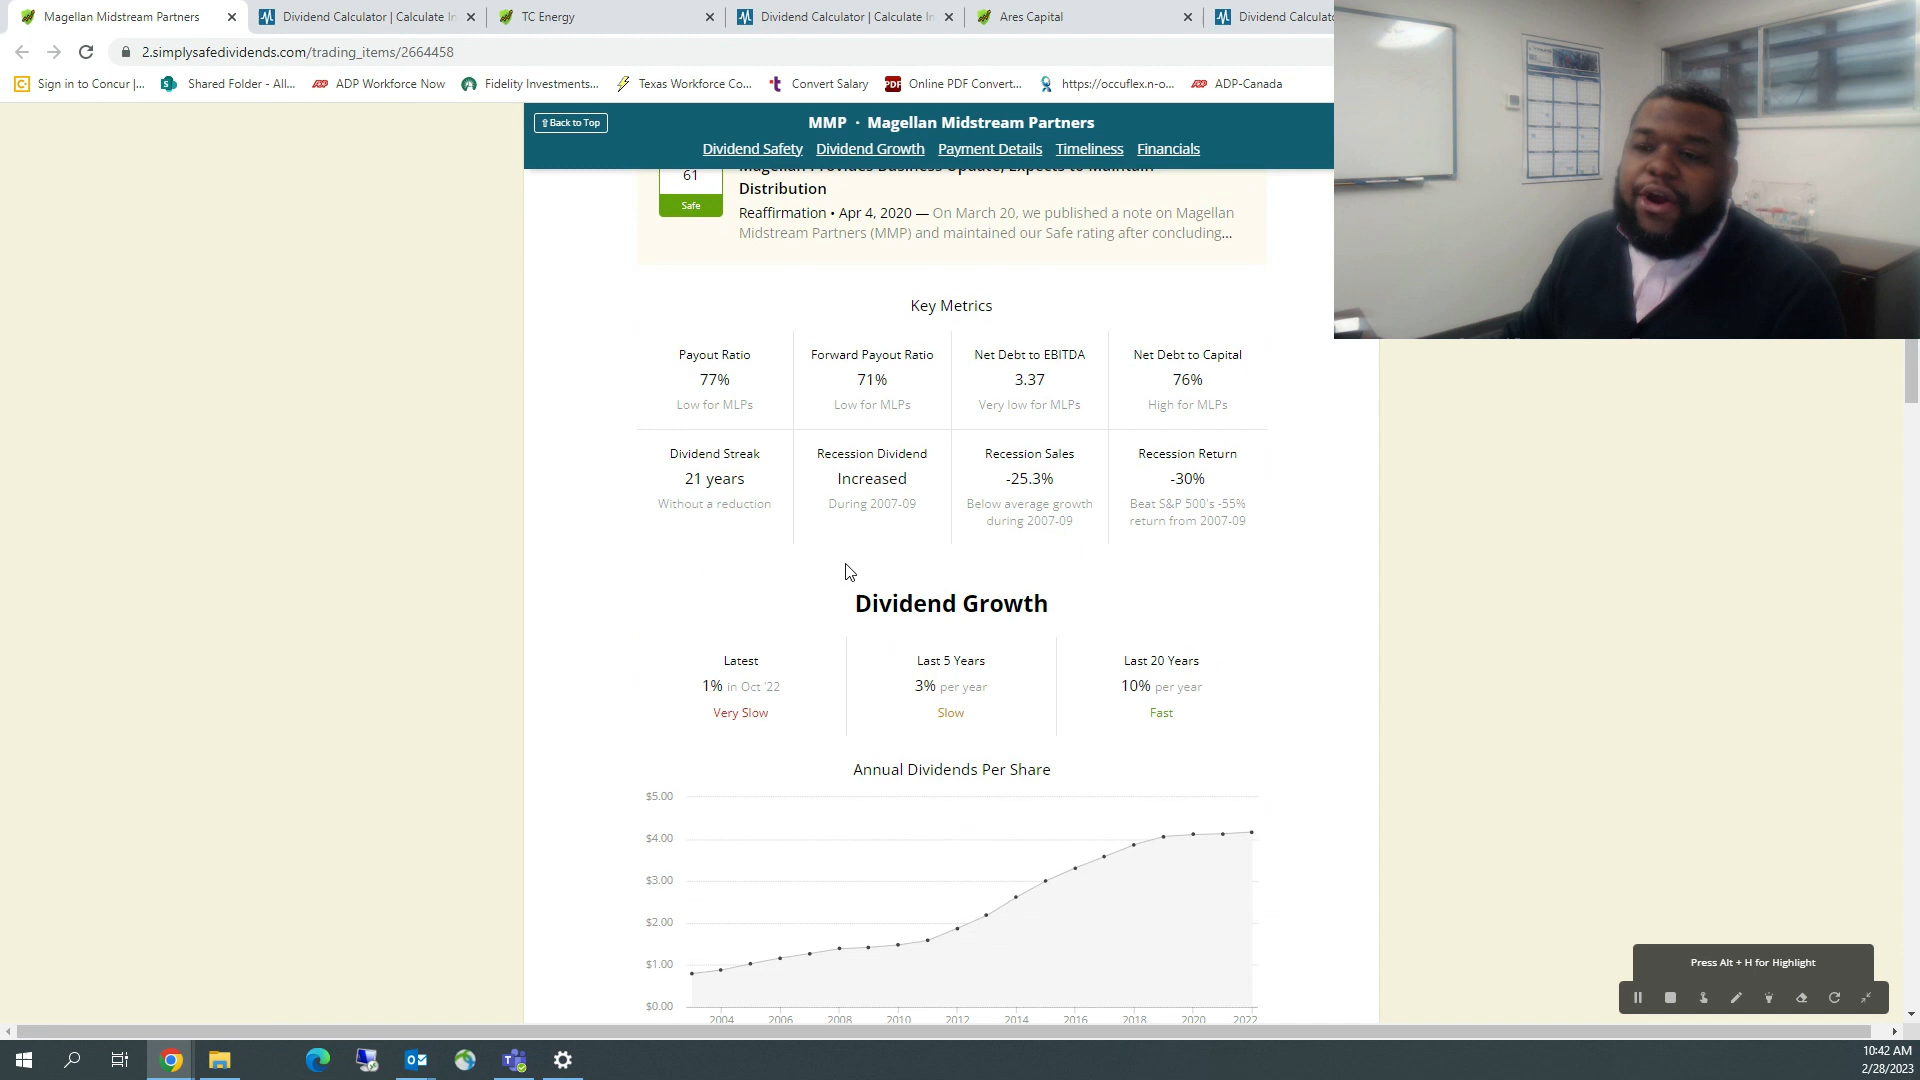 Magellan Midstream Partners
Dividend Calculator | Calculate In
TC Energy
Dividend Calculator | Calculate In
Ares Capital
Dividend Calculato
2.simplysafedividends.com/trading_items/2664458
Sign in to Concur |...
Shared Folder - All...
ADP Workforce Now
Fidelity Investments...
Texas Workforce Co...
Convert Salary
Online PDF Convert...
https://occuflex.n-o...
ADP-Canada
⇧Back to Top
MMP · Magellan Midstream Partners
Dividend Safety Dividend Growth Payment Details Timeliness Financials
61
Safe
Magellan Provides Business Update, Expects to Maintain
Distribution
Reaffirmation • Apr 4, 2020 — On March 20, we published a note on Magellan
Midstream Partners (MMP) and maintained our Safe rating after concluding...
Key Metrics
Payout Ratio
77%
Low for MLPs
Forward Payout Ratio
71%
Low for MLPs
Net Debt to EBITDA
3.37
Very low for MLPs
Net Debt to Capital
76%
High for MLPs
Dividend Streak
21 years
Without a reduction
Recession Dividend
Increased
During 2007-09
Recession Sales
-25.3%
Below average growth
during 2007-09
Recession Return
-30%
Beat S&P 500's -55%
return from 2007-09
Dividend Growth
Latest
1% in Oct '22
Very Slow
Last 5 Years
3% per year
Slow
Last 20 Years
10% per year
Fast
Annual Dividends Per Share
$5.00
$4.00
$3.00
$2.00
$1.00
$0.00
2004 2006 2008 2010 2012 2014 2016 2018 2020 2022
Press Alt + H for Highlight
10:42 AM
2/28/2023